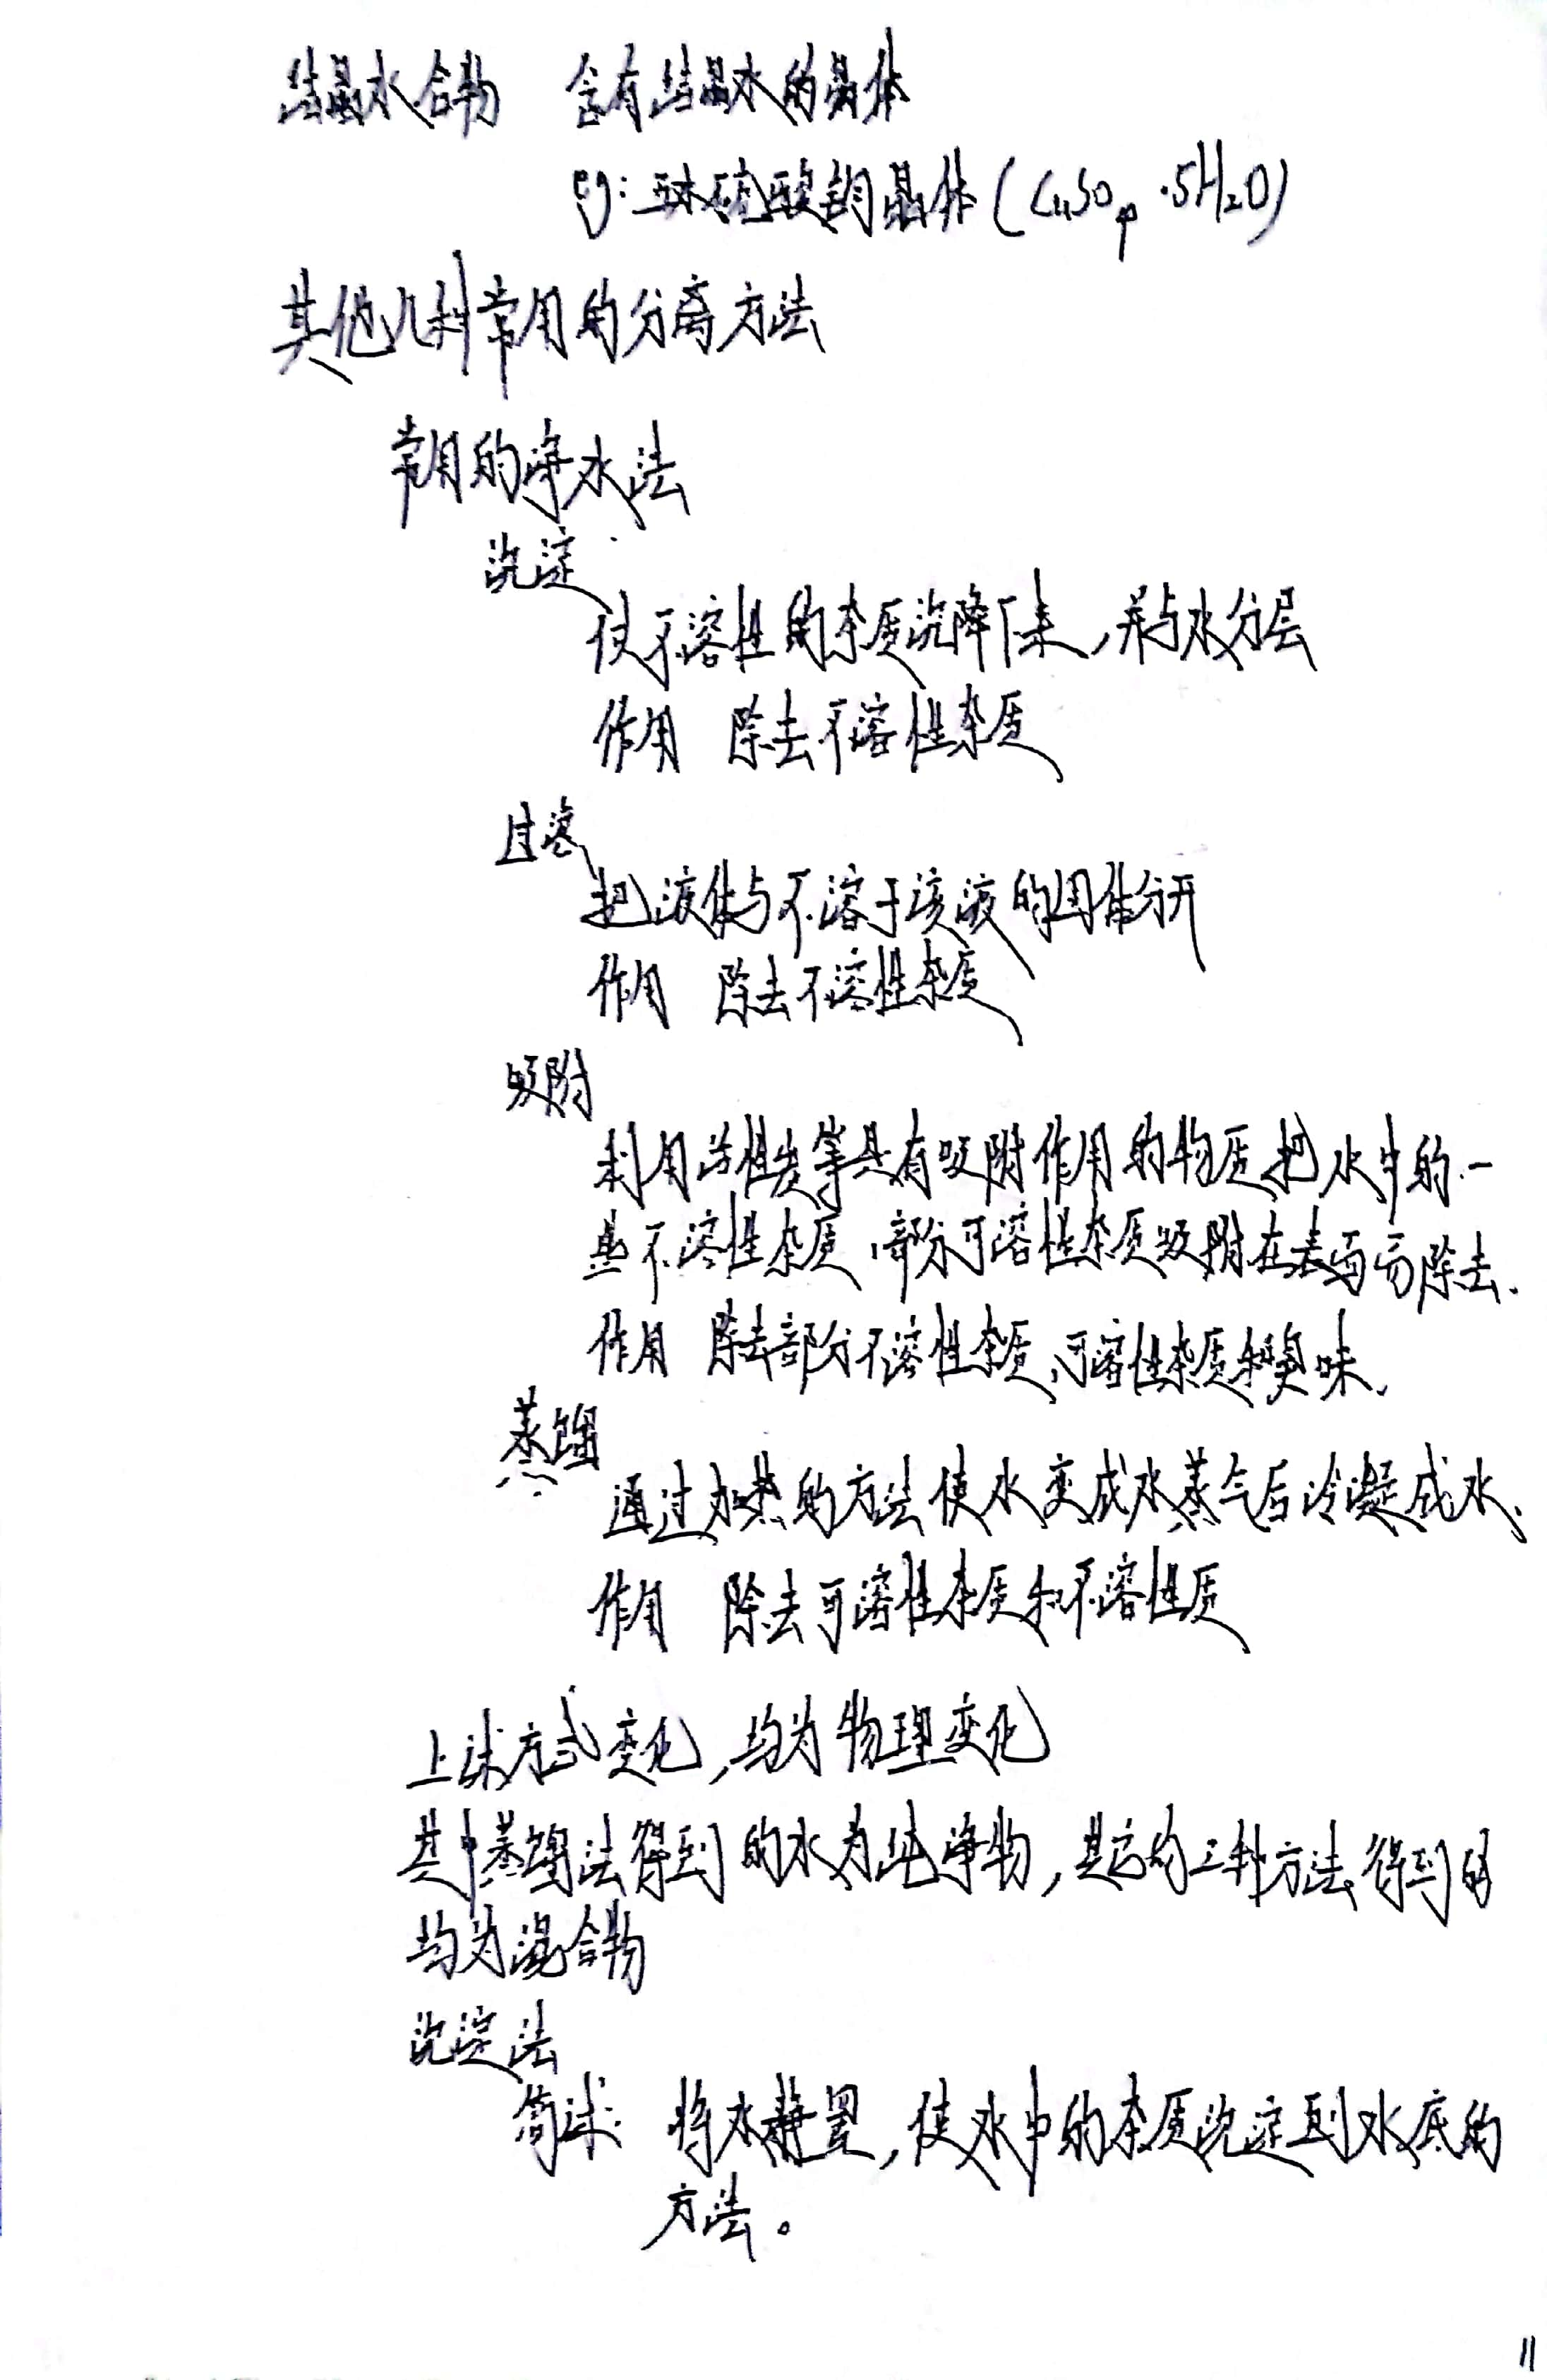 结晶水合物 含有结晶水的晶体
eg:五水硫酸铜晶体(CuSO₄·5H₂O)
其他几种常用的分离方法
常用的净水法
沉淀
使不溶性的杂质沉降下来,并与水分层
作用 除去不溶性杂质
过滤
把液体与不溶于该液的固体分开
作用 除去不溶性杂质
吸附
利用活性炭等具有吸附作用的物质把水中的一
些不溶性杂质、部分可溶性杂质吸附在表面而除去.
作用 除去部分不溶性杂质、可溶性杂质和臭味.
蒸馏
通过加热的方法使水变成水蒸气后冷凝成水.
作用 除去可溶性杂质和不溶性质
上述方式变化,均为物理变化
其中蒸馏法得到的水为纯净物,其它的三种方法得到的
均为混合物
沉淀法
简述: 将水静置,使水中的杂质沉淀到水底的
方法。
11